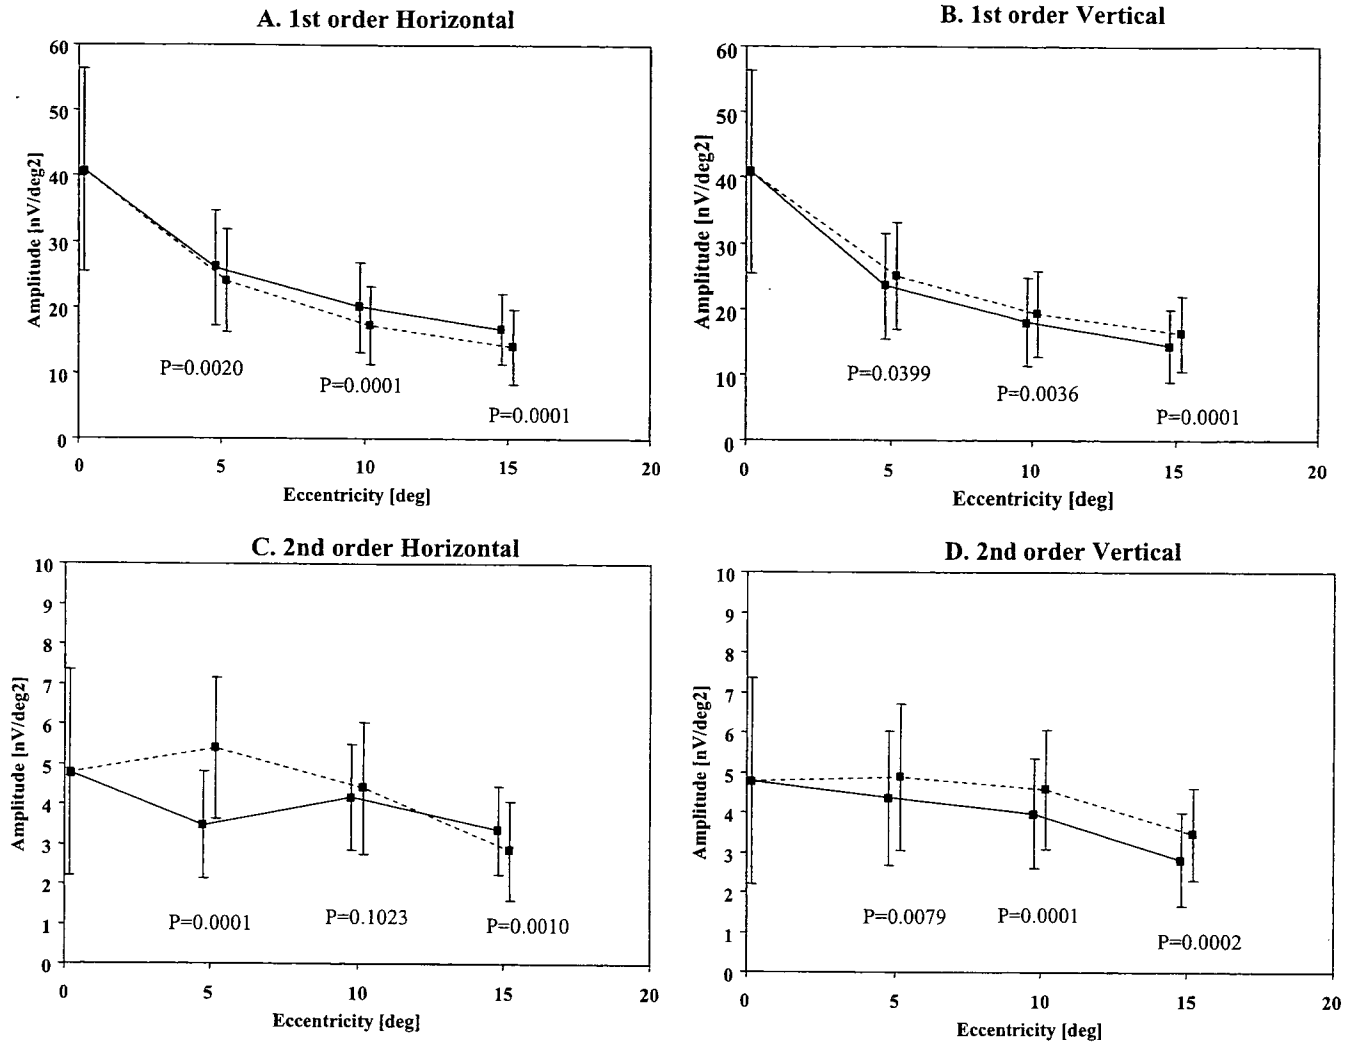 A. 1st order Horizontal
60
50
40
30
20
10
0
Amplitude [nV/deg2]
P=0.0020
P=0.0001
P=0.0001
0 5 10 15 20
Eccentricity [deg]
B. 1st order Vertical
60
50
40
30
20
10
0
Amplitude [nV/deg2]
P=0.0399
P=0.0036
P=0.0001
0 5 10 15 20
Eccentricity [deg]
C. 2nd order Horizontal
10
9
8
7
6
5
4
3
2
1
0
Amplitude [nV/deg2]
P=0.0001
P=0.1023
P=0.0010
0 5 10 15 20
Eccentricity [deg]
D. 2nd order Vertical
10
9
8
7
6
5
4
3
2
1
0
Amplitude [nV/deg2]
P=0.0079
P=0.0001
P=0.0002
0 5 10 15 20
Eccentricity [deg]